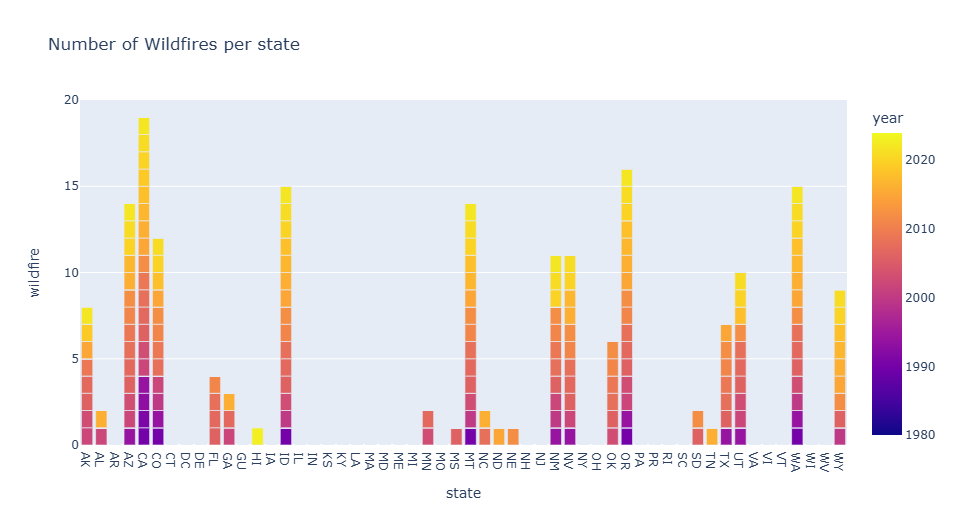 Number of Wildfires per state
year
wildfire
20
15
10
5
0
2020
2010
2000
1990
1980
AK AL AR AZ CA CO CT DC DE FL GA GU HI IA ID IL IN KS KY LA MA MD ME MI MN MO MS MT NC ND NE NH NJ NM NV NY OH OK OR PA PR RI SC SD TN TX UT VA VI VT WA WI WV WY
state